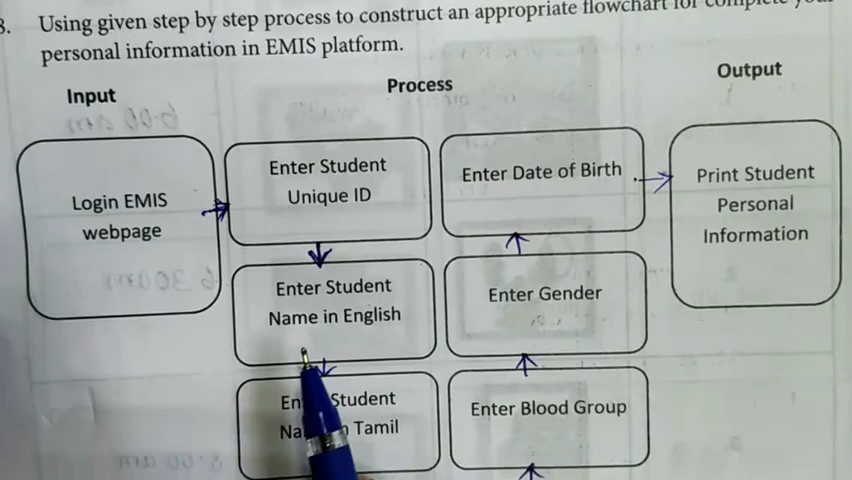 3. Using given step by step process to construct an appropriate flowchart for complete your
personal information in EMIS platform.
Input
Process
Output
Login EMIS
webpage
Enter Student
Unique ID
Enter Student
Name in English
Student
Tamil
Enter Date of Birth
Enter Gender
Enter Blood Group
Print Student
Personal
Information